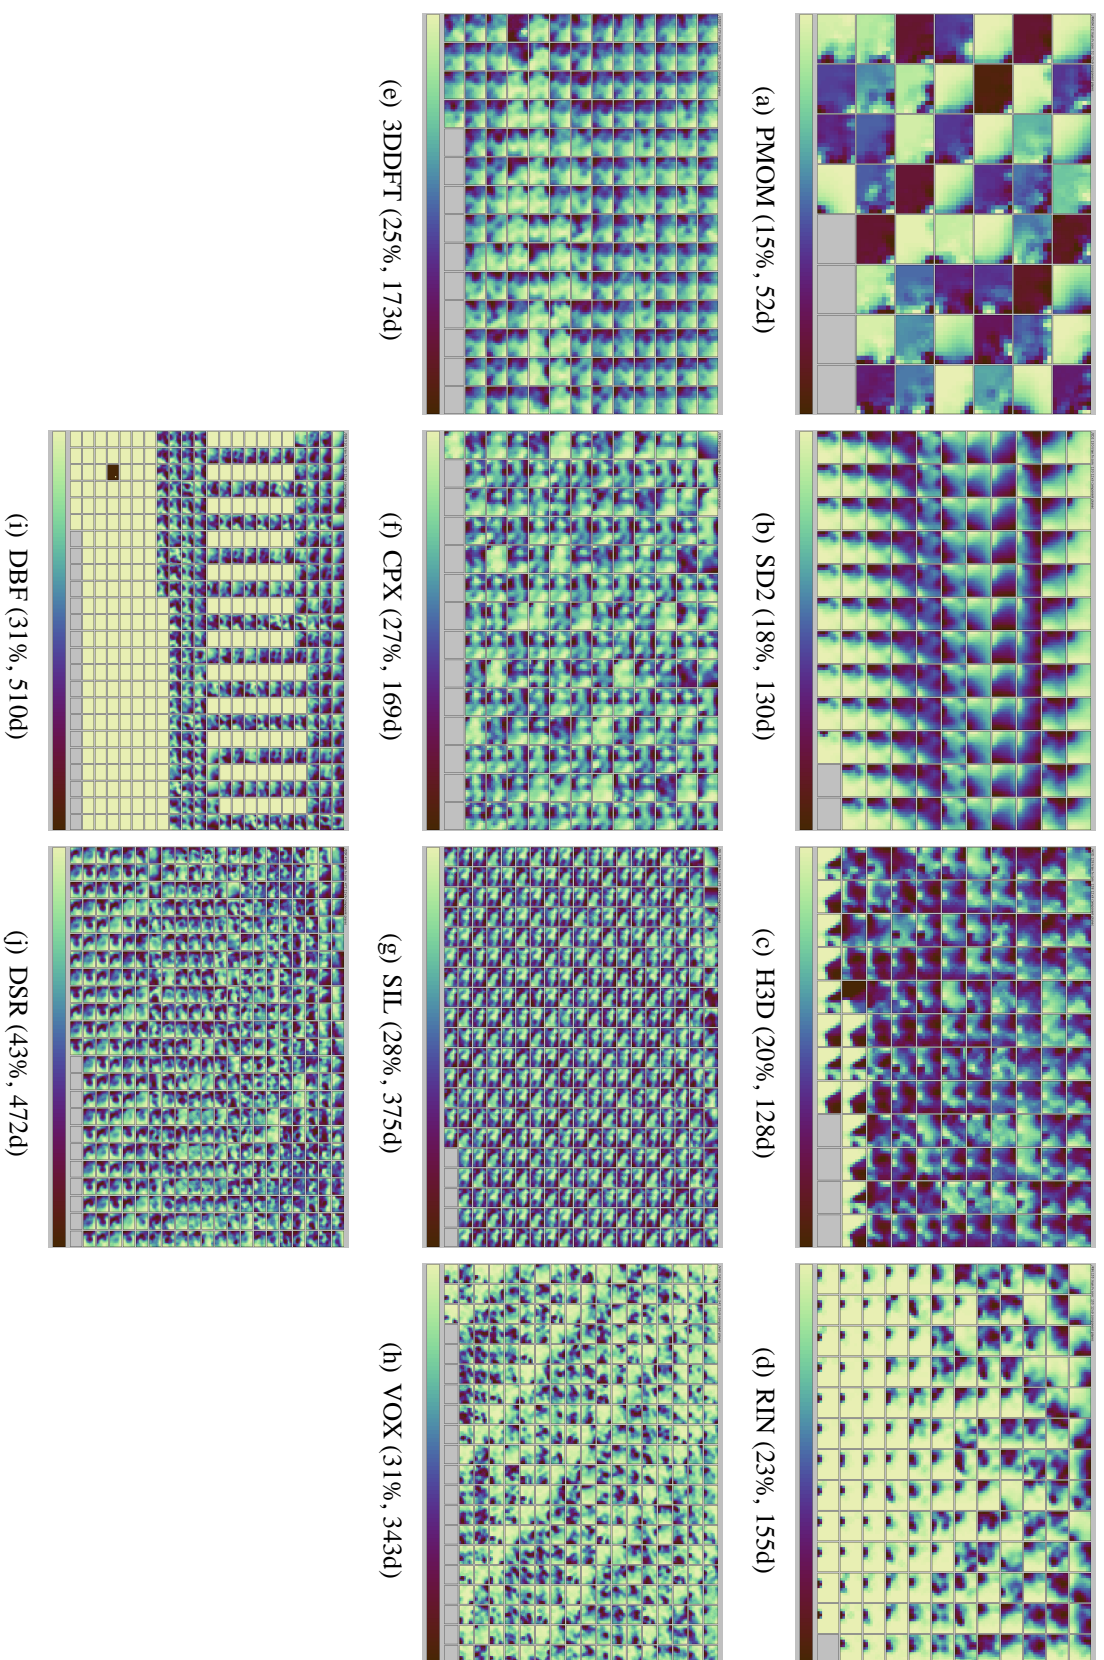 (a) PMOM (15%, 52d)
(b) SD2 (18%, 130d)
(c) H3D (20%, 128d)
(d) RIN (23%, 155d)
(e) 3DDFT (25%, 173d)
(f) CPX (27%, 169d)
(g) SIL (28%, 375d)
(h) VOX (31%, 343d)
(i) DBF (31%, 510d)
(j) DSR (43%, 472d)